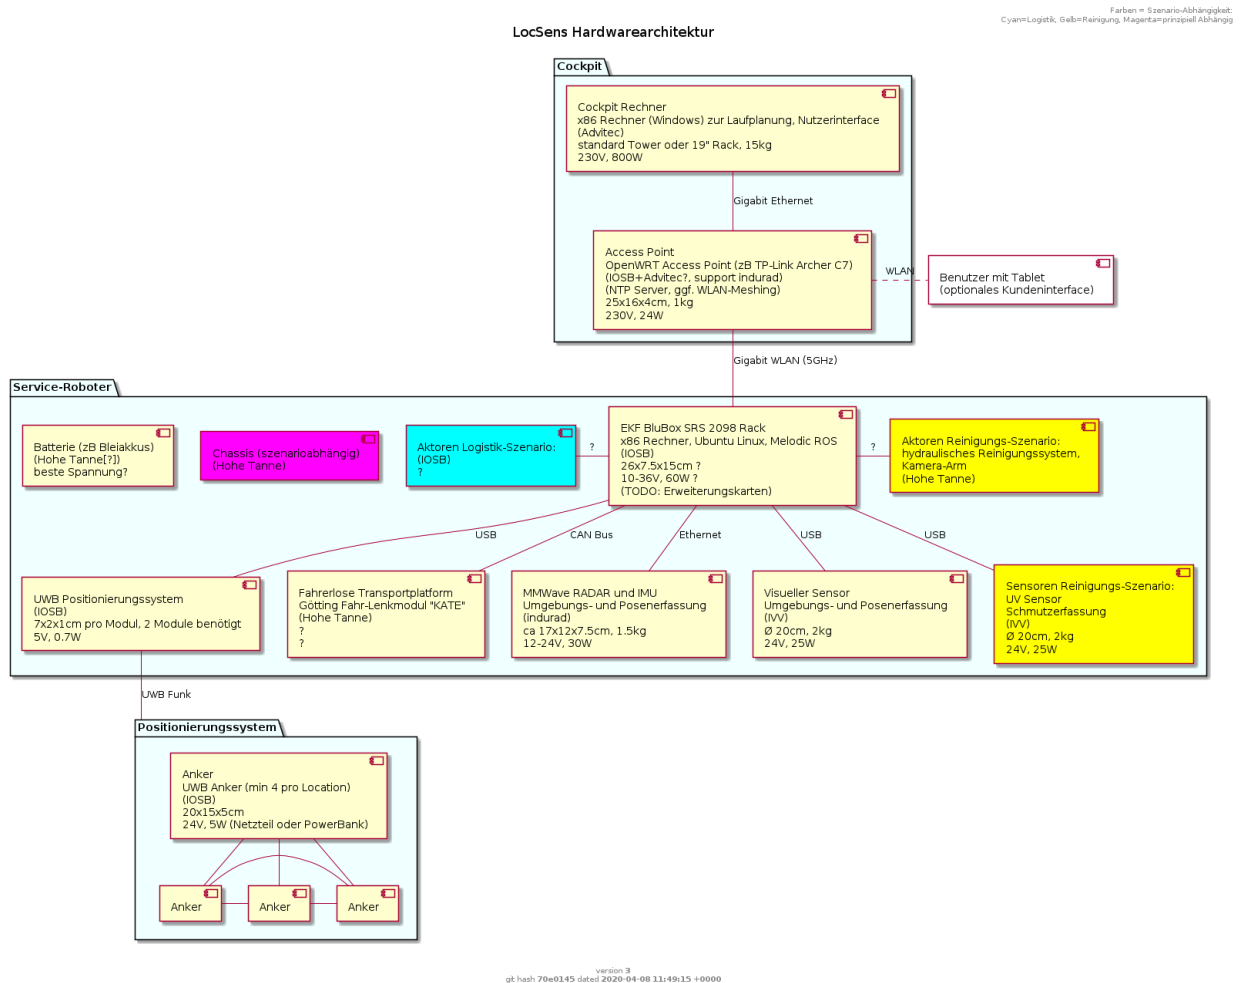 Farben = Szenario-Abhängigkeit:
Cyan=Logistik, Gelb=Reinigung, Magenta=prinzipiell Abhängig
LocSens Hardwarearchitektur
Cockpit
Cockpit Rechner
x86 Rechner (Windows) zur Laufplanung, Nutzerinterface
(Advitec)
standard Tower oder 19" Rack, 15kg
230V, 800W
Gigabit Ethernet
Access Point
OpenWRT Access Point (zB TP-Link Archer C7)
(IOSB+Advitec?, support indurad)
(NTP Server, ggf. WLAN-Meshing)
25x16x4cm, 1kg
230V, 24W
WLAN
Benutzer mit Tablet
(optionales Kundeninterface)
Gigabit WLAN (5GHz)
Service-Roboter
Batterie (zB Bleiakkus)
(Hohe Tanne[?])
beste Spannung?
Chassis (szenarioabhängig)
(Hohe Tanne)
Aktoren Logistik-Szenario:
(IOSB)
?
?
EKF BluBox SRS 2098 Rack
x86 Rechner, Ubuntu Linux, Melodic ROS
(IOSB)
26x7.5x15cm ?
10-36V, 60W ?
(TODO: Erweiterungskarten)
?
Aktoren Reinigungs-Szenario:
hydraulisches Reinigungssystem,
Kamera-Arm
(Hohe Tanne)
USB
CAN Bus
Ethernet
USB
USB
UWB Positionierungssystem
(IOSB)
7x2x1cm pro Modul, 2 Module benötigt
5V, 0.7W
Fahrerlose Transportplatform
Götting Fahr-Lenkmodul "KATE"
(Hohe Tanne)
?
?
MMWave RADAR und IMU
Umgebungs- und Posenerfassung
(indurad)
ca 17x12x7.5cm, 1.5kg
12-24V, 30W
Visueller Sensor
Umgebungs- und Posenerfassung
(IVV)
Ø 20cm, 2kg
24V, 25W
Sensoren Reinigungs-Szenario:
UV Sensor
Schmutzerfassung
(IVV)
Ø 20cm, 2kg
24V, 25W
UWB Funk
Positionierungssystem
Anker
UWB Anker (min 4 pro Location)
(IOSB)
20x15x5cm
24V, 5W (Netzteil oder PowerBank)
Anker
Anker
Anker
version 3
git hash 70e0145 dated 2020-04-08 11:49:15 +0000